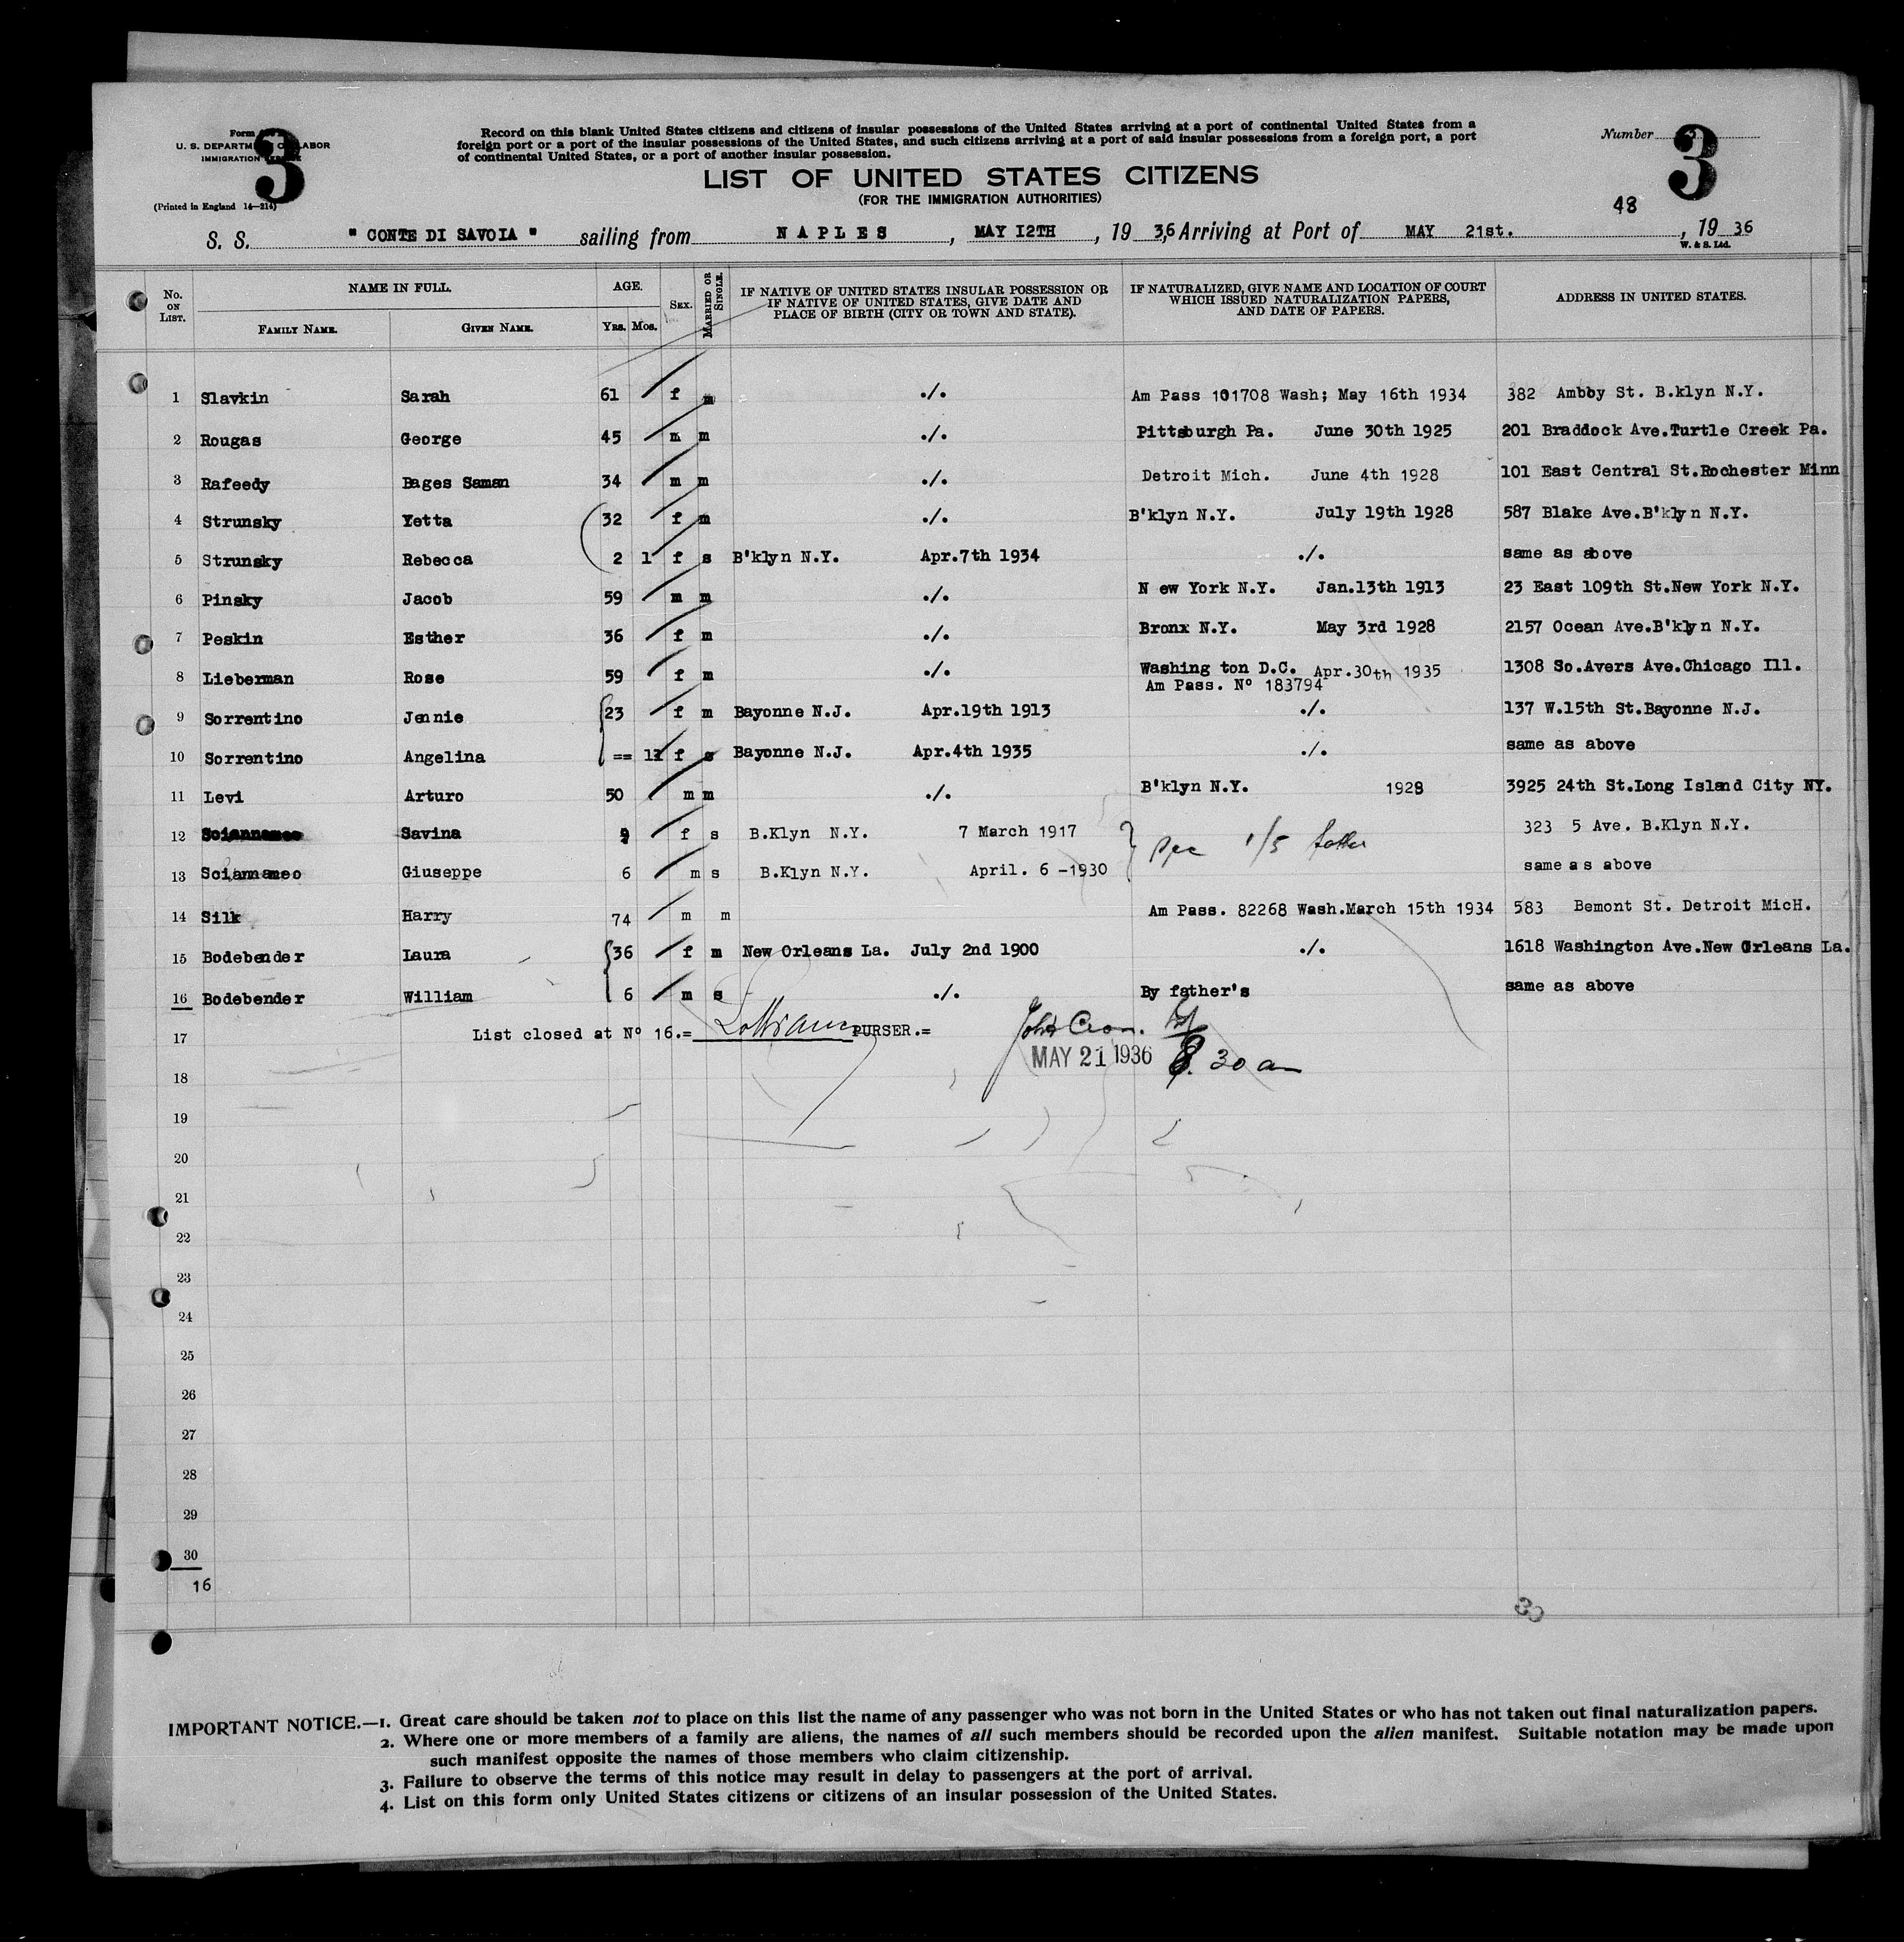 Form
U. S. DEPARTMENT OF LABOR
IMMIGRATION SERVICE
(Printed in England 14—214)
3
Record on this blank United States citizens and citizens of insular possessions of the United States arriving at a port of continental United States from a
foreign port or a port of the insular possessions of the United States, and such citizens arriving at a port of said insular possessions from a foreign port, a port
of continental United States, or a port of another insular possession.
LIST OF UNITED STATES CITIZENS
(FOR THE IMMIGRATION AUTHORITIES)
Number 3
48
S. S. " CONTE DI SAVOIA " sailing from N A P L E S , MAY I2TH , 19 36, Arriving at Port of MAY 21st. , 19 36
W. & S. Ltd.
No. ON LIST. NAME IN FULL. FAMILY NAME. GIVEN NAME. AGE. YRS. MOS. SEX. MARRIED OR SINGLE. IF NATIVE OF UNITED STATES INSULAR POSSESSION OR IF NATIVE OF UNITED STATES, GIVE DATE AND PLACE OF BIRTH (CITY OR TOWN AND STATE). IF NATURALIZED, GIVE NAME AND LOCATION OF COURT WHICH ISSUED NATURALIZATION PAPERS, AND DATE OF PAPERS. ADDRESS IN UNITED STATES.
1 Slavkin Sarah 61 f m ./. Am Pass 101708 Wash; May 16th 1934 382 Ambby St. B.klyn N.Y.
2 Rougas George 45 m m ./. Pittsburgh Pa. June 30th 1925 201 Braddock Ave.Turtle Creek Pa.
3 Rafeedy Bages Saman 34 m m ./. Detroit Mich. June 4th 1928 101 East Central St.Rochester Minn
4 Strunsky Yetta 32 f m ./. B'klyn N.Y. July 19th 1928 587 Blake Ave.B'klyn N.Y.
5 Strunsky Rebecca 2 1 f s B'klyn N.Y. Apr.7th 1934 ./. same as above
6 Pinsky Jacob 59 m m ./. N ew York N.Y. Jan.13th 1913 23 East 109th St.New York N.Y.
7 Peskin Esther 36 f m ./. Bronx N.Y. May 3rd 1928 2157 Ocean Ave.B'klyn N.Y.
8 Lieberman Rose 59 f m ./. Washing ton D.C. Apr.30th 1935 1308 So.Avers Ave.Chicago Ill.
Am Pass. Nº 183794
9 Sorrentino Jennie 23 f m Bayonne N.J. Apr.19th 1913 ./. 137 W.15th St.Bayonne N.J.
10 Sorrentino Angelina == 11 f s Bayonne N.J. Apr.4th 1935 ./. same as above
11 Levi Arturo 50 m m ./. B'klyn N.Y. 1928 3925 24th St.Long Island City NY.
12 Savina 9 f s B.Klyn N.Y. 7 March 1917 323 5 Ave. B.Klyn N.Y.
13 Giuseppe 6 m s B.Klyn N.Y. April. 6 -1930 same as above
14 Silk Harry 74 m m Am Pass. 82268 Wash.March 15th 1934 583 Bemont St. Detroit MicH.
15 Bodebender Laura 36 f m New Orleans La. July 2nd 1900 ./. 1618 Washington Ave.New Orleans La.
16 Bodebender William 6 m s ./. By father's same as above
17 List closed at Nº 16.= PURSER.=
MAY 21 1936 8. 30 am
18
19
20
21
22
23
24
25
26
27
28
29
30
16
IMPORTANT NOTICE.—1. Great care should be taken not to place on this list the name of any passenger who was not born in the United States or who has not taken out final naturalization papers.
2. Where one or more members of a family are aliens, the names of all such members should be recorded upon the alien manifest. Suitable notation may be made upon
such manifest opposite the names of those members who claim citizenship.
3. Failure to observe the terms of this notice may result in delay to passengers at the port of arrival.
4. List on this form only United States citizens or citizens of an insular possession of the United States.